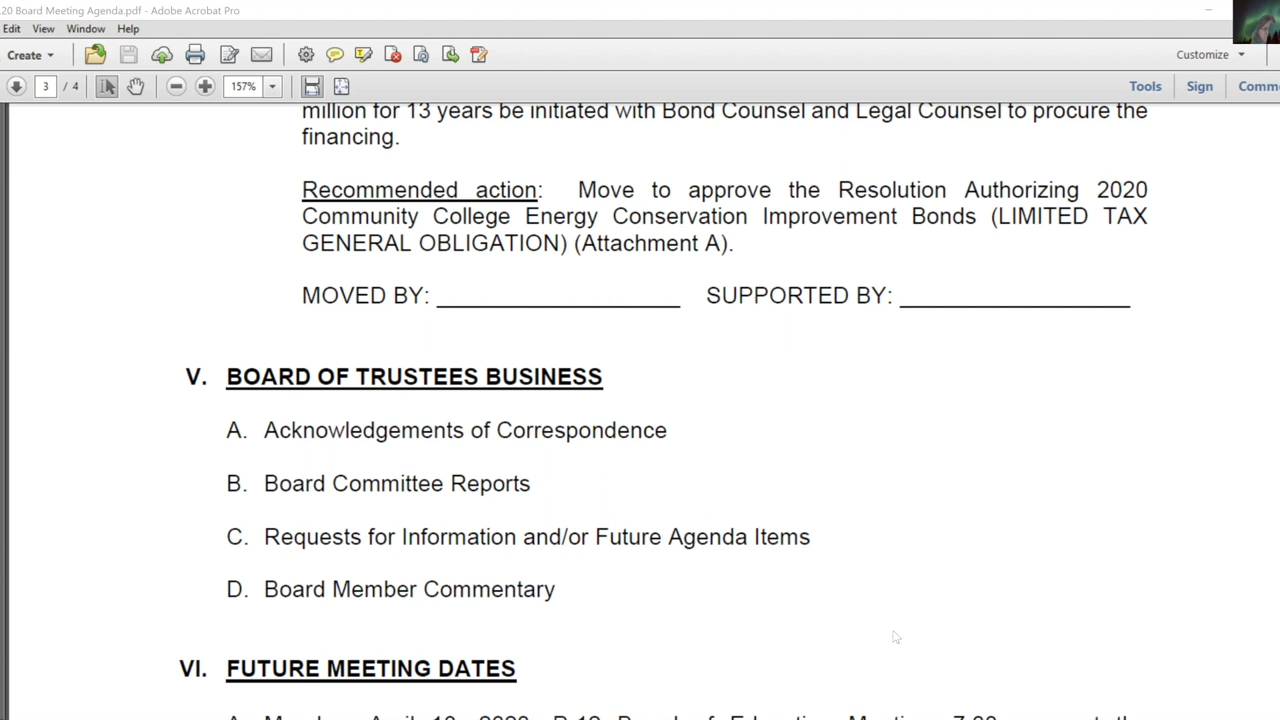 .20 Board Meeting Agenda.pdf - Adobe Acrobat Pro
Edit View Window Help
Create Customize
3 / 4 157% Tools Sign Comme
million for 13 years be initiated with Bond Counsel and Legal Counsel to procure the
financing.
Recommended action: Move to approve the Resolution Authorizing 2020
Community College Energy Conservation Improvement Bonds (LIMITED TAX
GENERAL OBLIGATION) (Attachment A).
MOVED BY: ____________________ SUPPORTED BY: ___________________
V. BOARD OF TRUSTEES BUSINESS
A. Acknowledgements of Correspondence
B. Board Committee Reports
C. Requests for Information and/or Future Agenda Items
D. Board Member Commentary
VI. FUTURE MEETING DATES